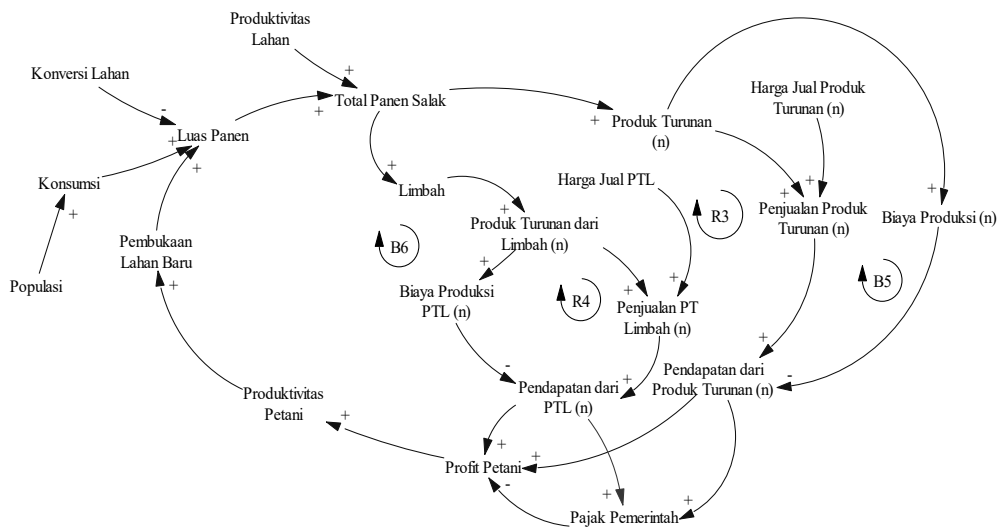 Produktivitas
Lahan
Konversi Lahan
-
+
Total Panen Salak
+
Luas Panen
+
+
Konsumsi
+
Populasi
Pembukaan
Lahan Baru
+
Produk Turunan
(n)
+
Harga Jual Produk
Turunan (n)
+
+
Penjualan Produk
Turunan (n)
+
Biaya Produksi (n)
+
Limbah
Harga Jual PTL
R3
+
Produk Turunan dari
Limbah (n)
B6
+
Biaya Produksi
PTL (n)
R4
+
+
Penjualan PT
Limbah (n)
B5
+
Pendapatan dari
Produk Turunan (n)
-
-
+
Pendapatan dari
PTL (n)
Produktivitas
Petani
+
+
+
Profit Petani
-
+
+
Pajak Pemerintah